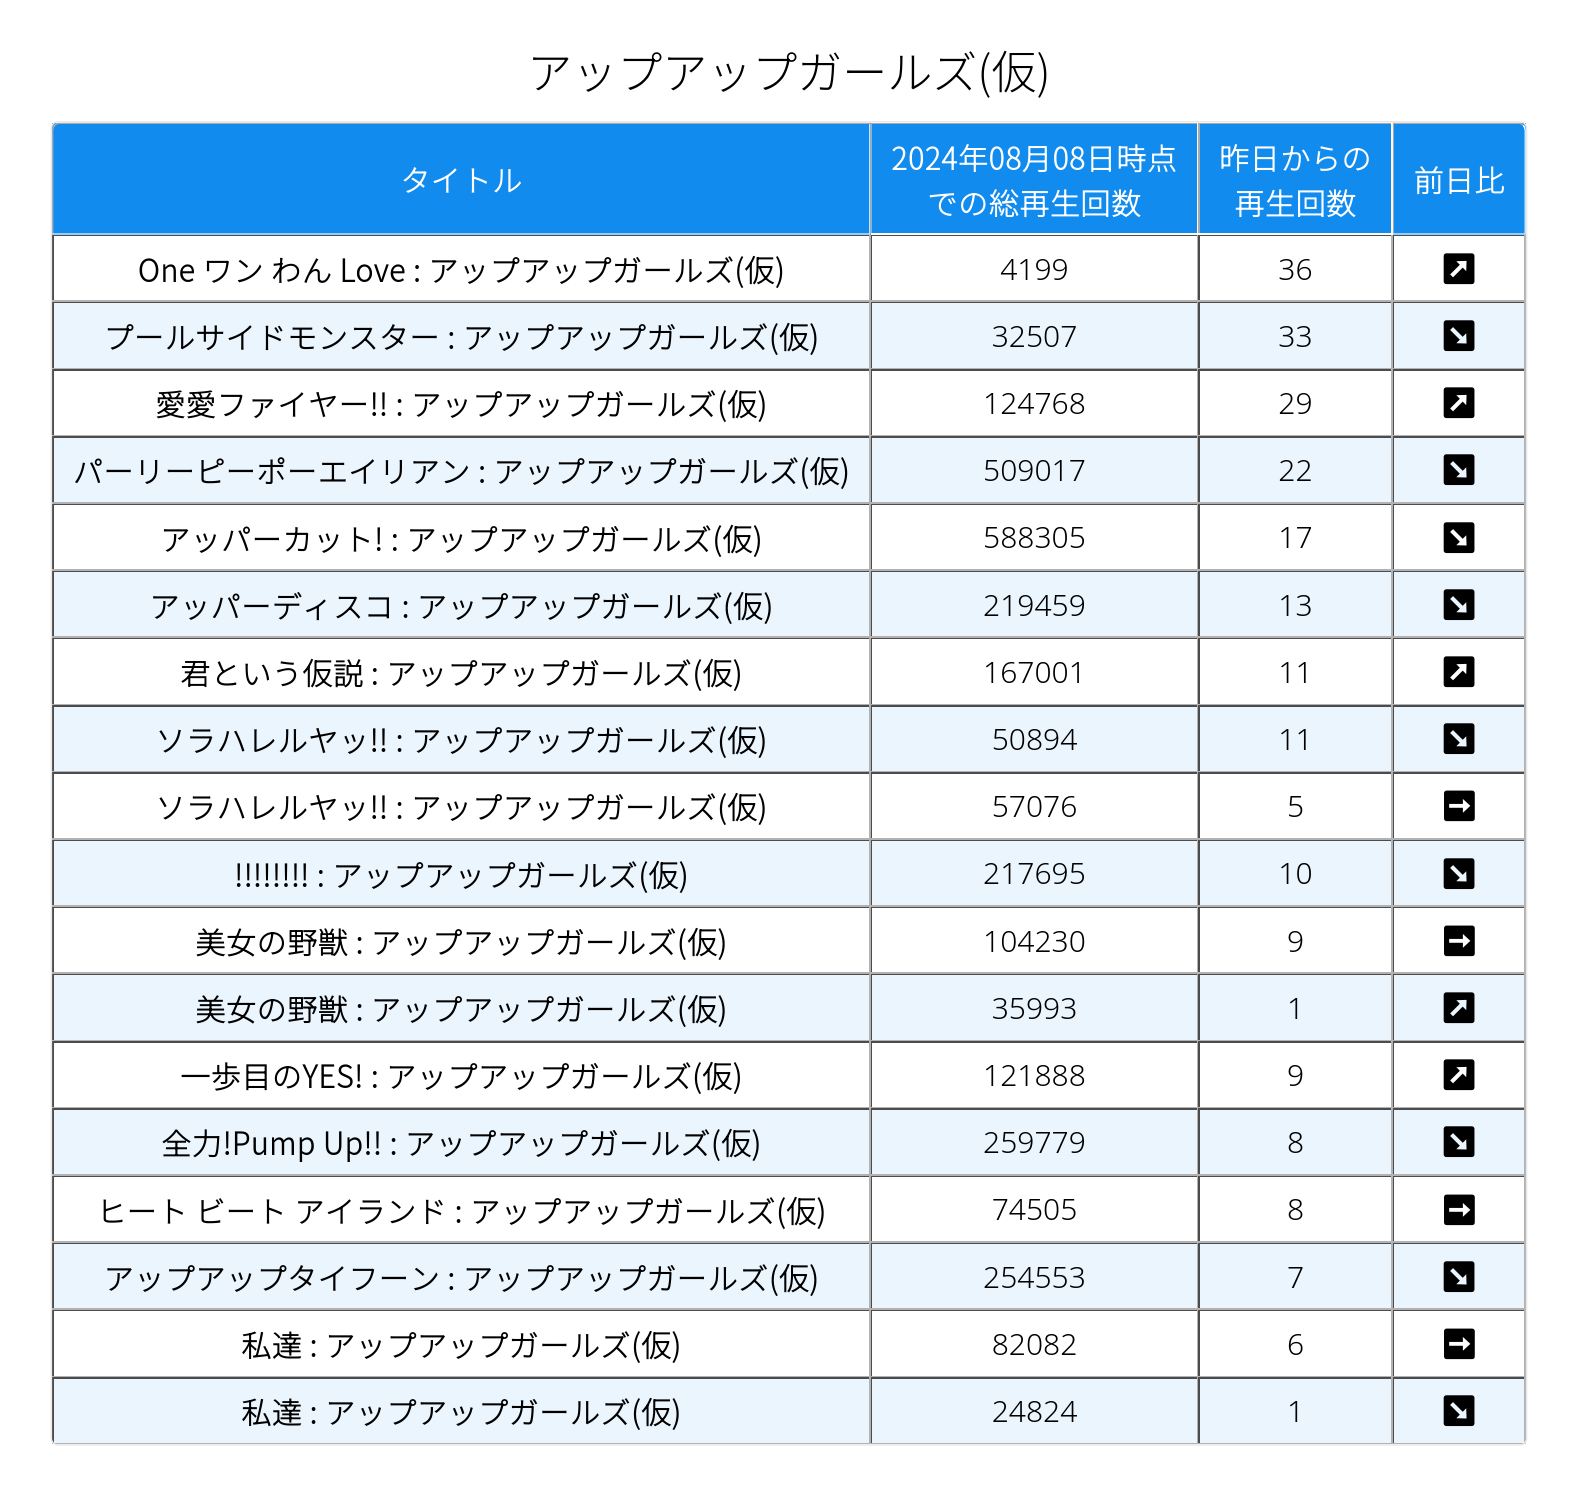 アップアップガールズ(仮)
タイトル 2024年08月08日時点での総再生回数 昨日からの再生回数 前日比
One ワン わん Love : アップアップガールズ(仮) 4199 36 ↗
プールサイドモンスター : アップアップガールズ(仮) 32507 33 ↘
愛愛ファイヤー!! : アップアップガールズ(仮) 124768 29 ↗
パーリーピーポーエイリアン : アップアップガールズ(仮) 509017 22 ↘
アッパーカット! : アップアップガールズ(仮) 588305 17 ↘
アッパーディスコ : アップアップガールズ(仮) 219459 13 ↘
君という仮説 : アップアップガールズ(仮) 167001 11 ↗
ソラハレルヤッ!! : アップアップガールズ(仮) 50894 11 ↘
ソラハレルヤッ!! : アップアップガールズ(仮) 57076 5 →
!!!!!!!! : アップアップガールズ(仮) 217695 10 ↘
美女の野獣 : アップアップガールズ(仮) 104230 9 →
美女の野獣 : アップアップガールズ(仮) 35993 1 ↗
一歩目のYES! : アップアップガールズ(仮) 121888 9 ↗
全力!Pump Up!! : アップアップガールズ(仮) 259779 8 ↘
ヒート ビート アイランド : アップアップガールズ(仮) 74505 8 →
アップアップタイフーン : アップアップガールズ(仮) 254553 7 ↘
私達 : アップアップガールズ(仮) 82082 6 →
私達 : アップアップガールズ(仮) 24824 1 ↘